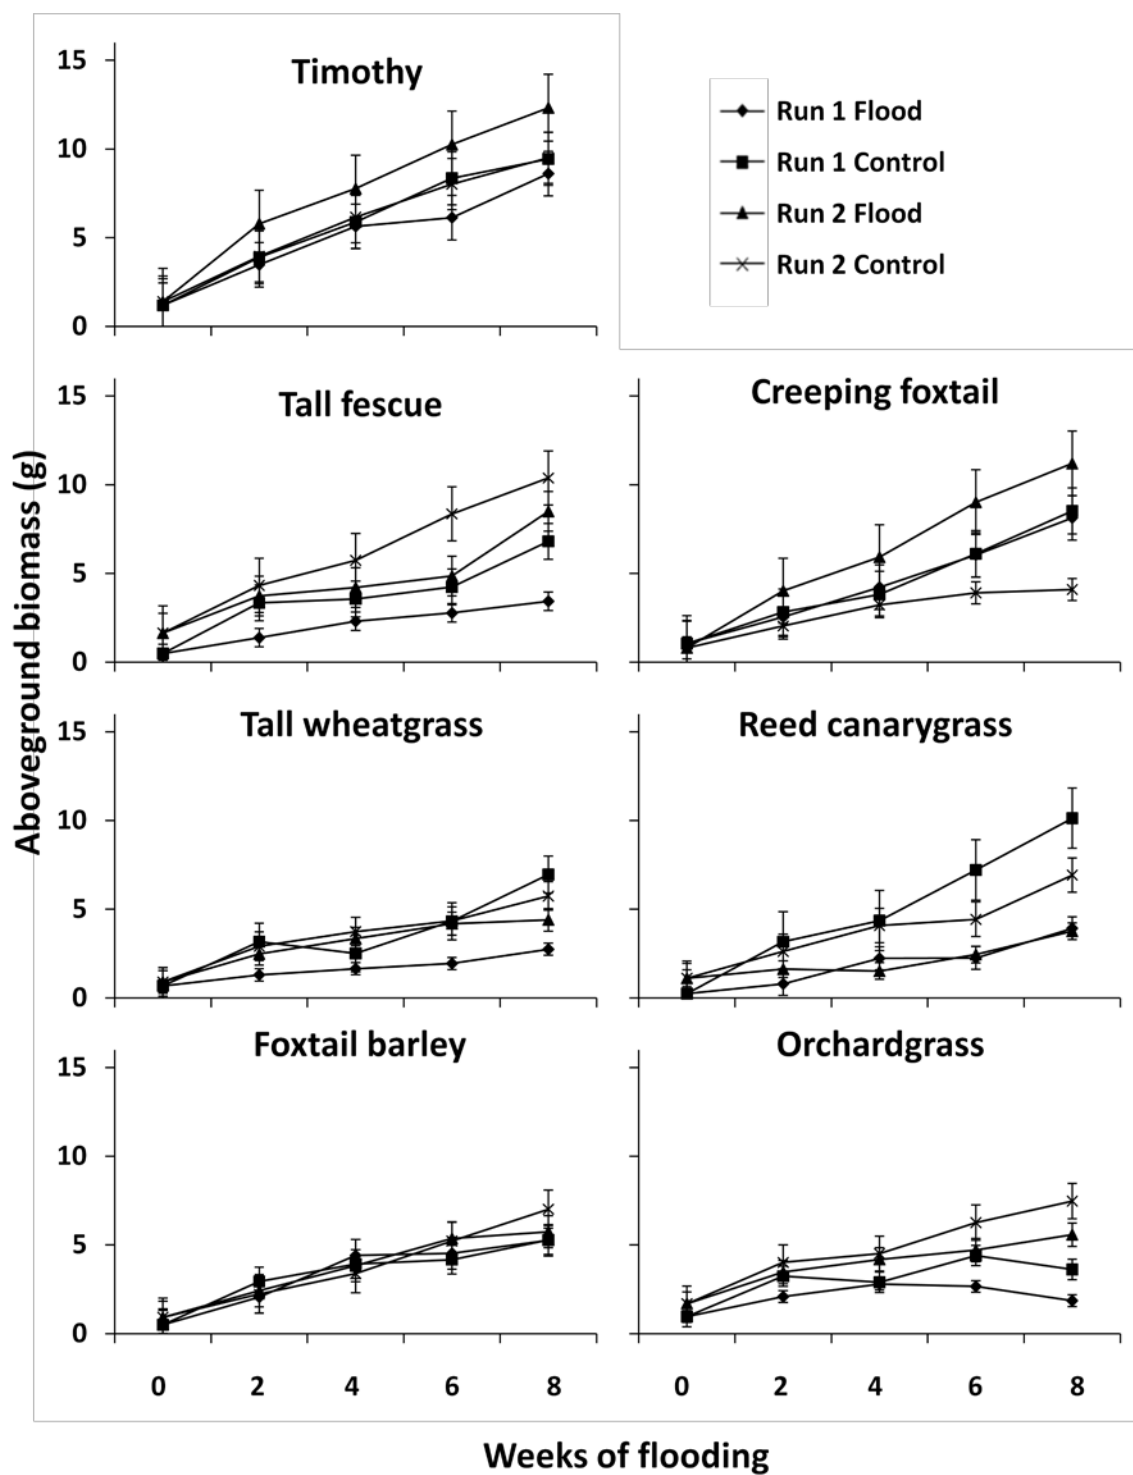 Timothy
15
10
5
0
Run 1 Flood
Run 1 Control
Run 2 Flood
Run 2 Control
Aboveground biomass (g)
Tall fescue
15
10
5
0
Creeping foxtail
Tall wheatgrass
15
10
5
0
Reed canarygrass
Foxtail barley
15
10
5
0
Orchardgrass
0 2 4 6 8
0 2 4 6 8
Weeks of flooding